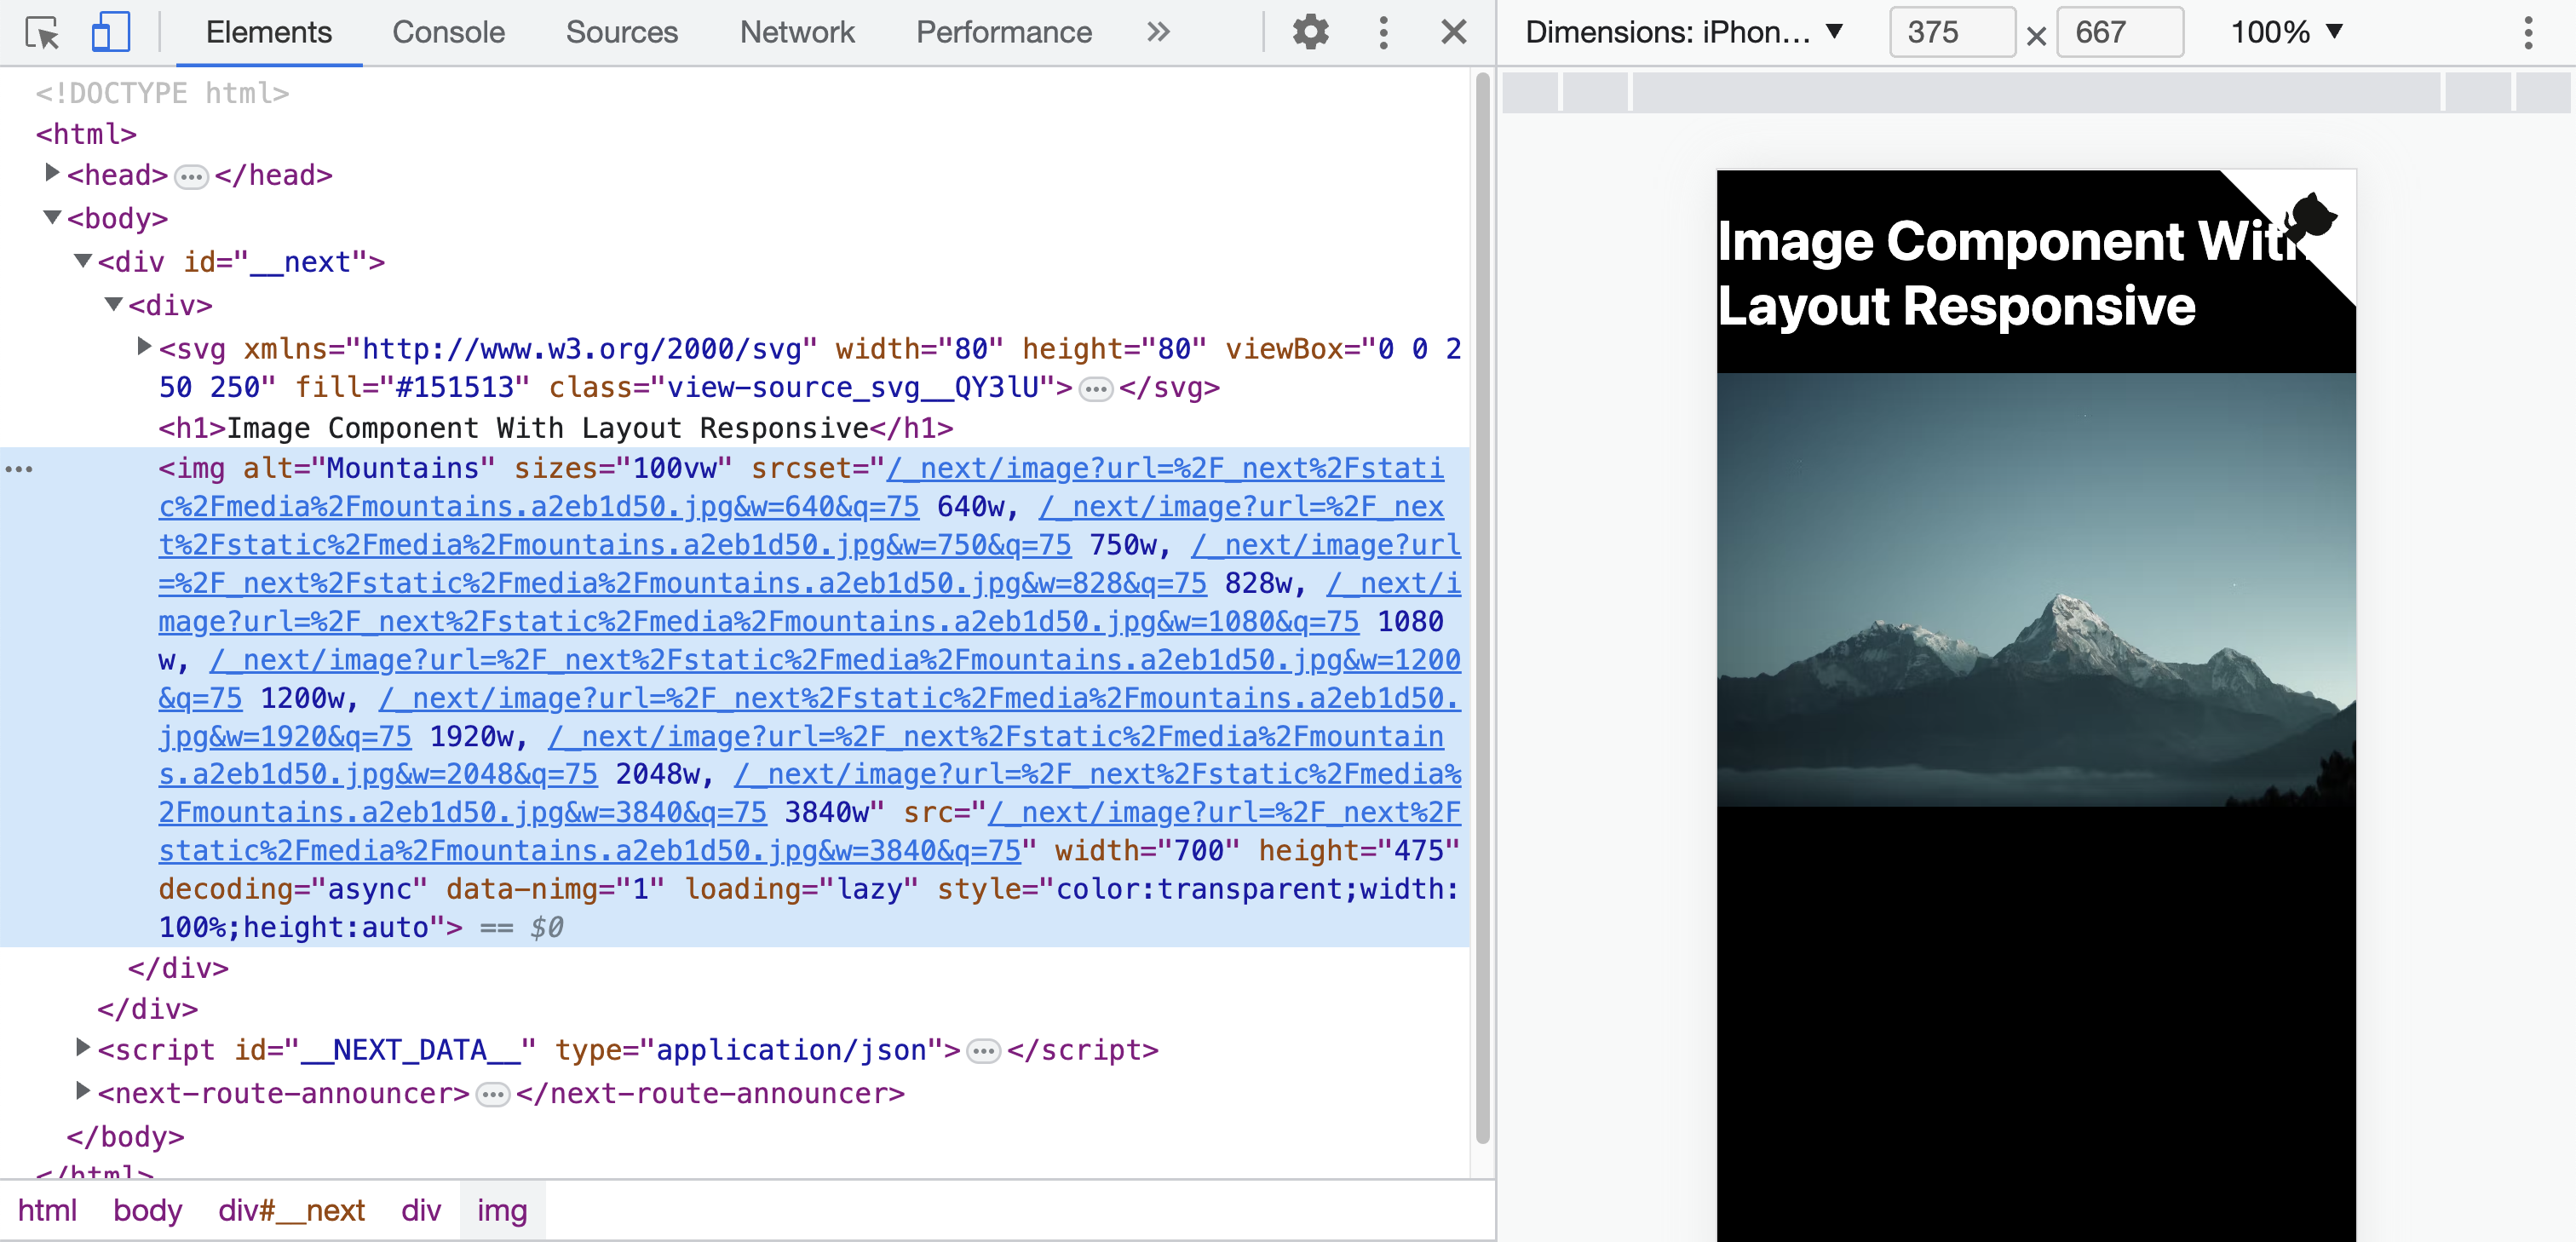 Elements Console Sources Network Performance
Dimensions: iPhon... ▼ 375 × 667 100% ▼
<!DOCTYPE html>
<html>
<head> ••• </head>
<body>
<div id="__next">
<div>
<svg xmlns="http://www.w3.org/2000/svg" width="80" height="80" viewBox="0 0 2
50 250" fill="#151513" class="view-source_svg__QY3lU"> ••• </svg>
<h1>Image Component With Layout Responsive</h1>
<img alt="Mountains" sizes="100vw" srcset="/_next/image?url=%2F_next%2Fstati
c%2Fmedia%2Fmountains.a2eb1d50.jpg&w=640&q=75 640w, /_next/image?url=%2F_nex
t%2Fstatic%2Fmedia%2Fmountains.a2eb1d50.jpg&w=750&q=75 750w, /_next/image?url
=%2F_next%2Fstatic%2Fmedia%2Fmountains.a2eb1d50.jpg&w=828&q=75 828w, /_next/i
mage?url=%2F_next%2Fstatic%2Fmedia%2Fmountains.a2eb1d50.jpg&w=1080&q=75 1080
w, /_next/image?url=%2F_next%2Fstatic%2Fmedia%2Fmountains.a2eb1d50.jpg&w=1200
&q=75 1200w, /_next/image?url=%2F_next%2Fstatic%2Fmedia%2Fmountains.a2eb1d50.
jpg&w=1920&q=75 1920w, /_next/image?url=%2F_next%2Fstatic%2Fmedia%2Fmountain
s.a2eb1d50.jpg&w=2048&q=75 2048w, /_next/image?url=%2F_next%2Fstatic%2Fmedia%
2Fmountains.a2eb1d50.jpg&w=3840&q=75 3840w" src="/_next/image?url=%2F_next%2F
static%2Fmedia%2Fmountains.a2eb1d50.jpg&w=3840&q=75" width="700" height="475"
decoding="async" data-nimg="1" loading="lazy" style="color:transparent;width:
100%;height:auto"> == $0
</div>
</div>
<script id="__NEXT_DATA__" type="application/json"> ••• </script>
<next-route-announcer> ••• </next-route-announcer>
</body>
</html>
html body div#__next div img
Image Component With
Layout Responsive